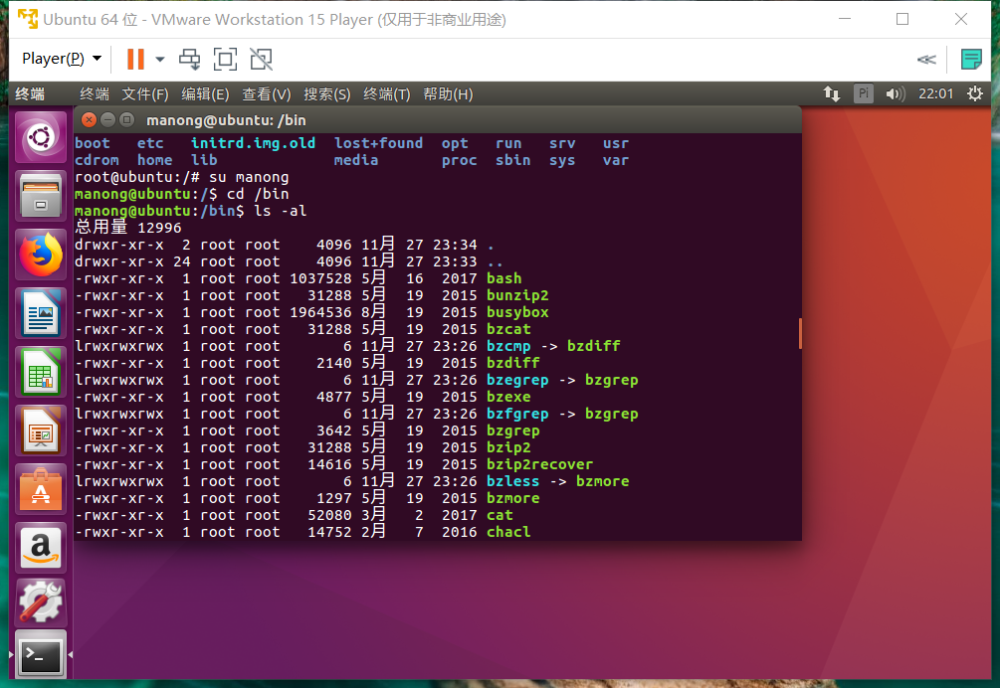 Ubuntu 64 位 - VMware Workstation 15 Player (仅用于非商业用途)
Player(P)
终端 终端 文件(F) 编辑(E) 查看(V) 搜索(S) 终端(T) 帮助(H) Pi 22:01
manong@ubuntu: /bin
boot etc initrd.img.old lost+found opt run srv usr
cdrom home lib media proc sbin sys var
root@ubuntu:/# su manong
manong@ubuntu:/$ cd /bin
manong@ubuntu:/bin$ ls -al
总用量 12996
drwxr-xr-x 2 root root 4096 11月 27 23:34 .
drwxr-xr-x 24 root root 4096 11月 27 23:33 ..
-rwxr-xr-x 1 root root 1037528 5月 16 2017 bash
-rwxr-xr-x 1 root root 31288 5月 19 2015 bunzip2
-rwxr-xr-x 1 root root 1964536 8月 19 2015 busybox
-rwxr-xr-x 1 root root 31288 5月 19 2015 bzcat
lrwxrwxrwx 1 root root 6 11月 27 23:26 bzcmp -> bzdiff
-rwxr-xr-x 1 root root 2140 5月 19 2015 bzdiff
lrwxrwxrwx 1 root root 6 11月 27 23:26 bzegrep -> bzgrep
-rwxr-xr-x 1 root root 4877 5月 19 2015 bzexe
lrwxrwxrwx 1 root root 6 11月 27 23:26 bzfgrep -> bzgrep
-rwxr-xr-x 1 root root 3642 5月 19 2015 bzgrep
-rwxr-xr-x 1 root root 31288 5月 19 2015 bzip2
-rwxr-xr-x 1 root root 14616 5月 19 2015 bzip2recover
lrwxrwxrwx 1 root root 6 11月 27 23:26 bzless -> bzmore
-rwxr-xr-x 1 root root 1297 5月 19 2015 bzmore
-rwxr-xr-x 1 root root 52080 3月 2 2017 cat
-rwxr-xr-x 1 root root 14752 2月 7 2016 chacl